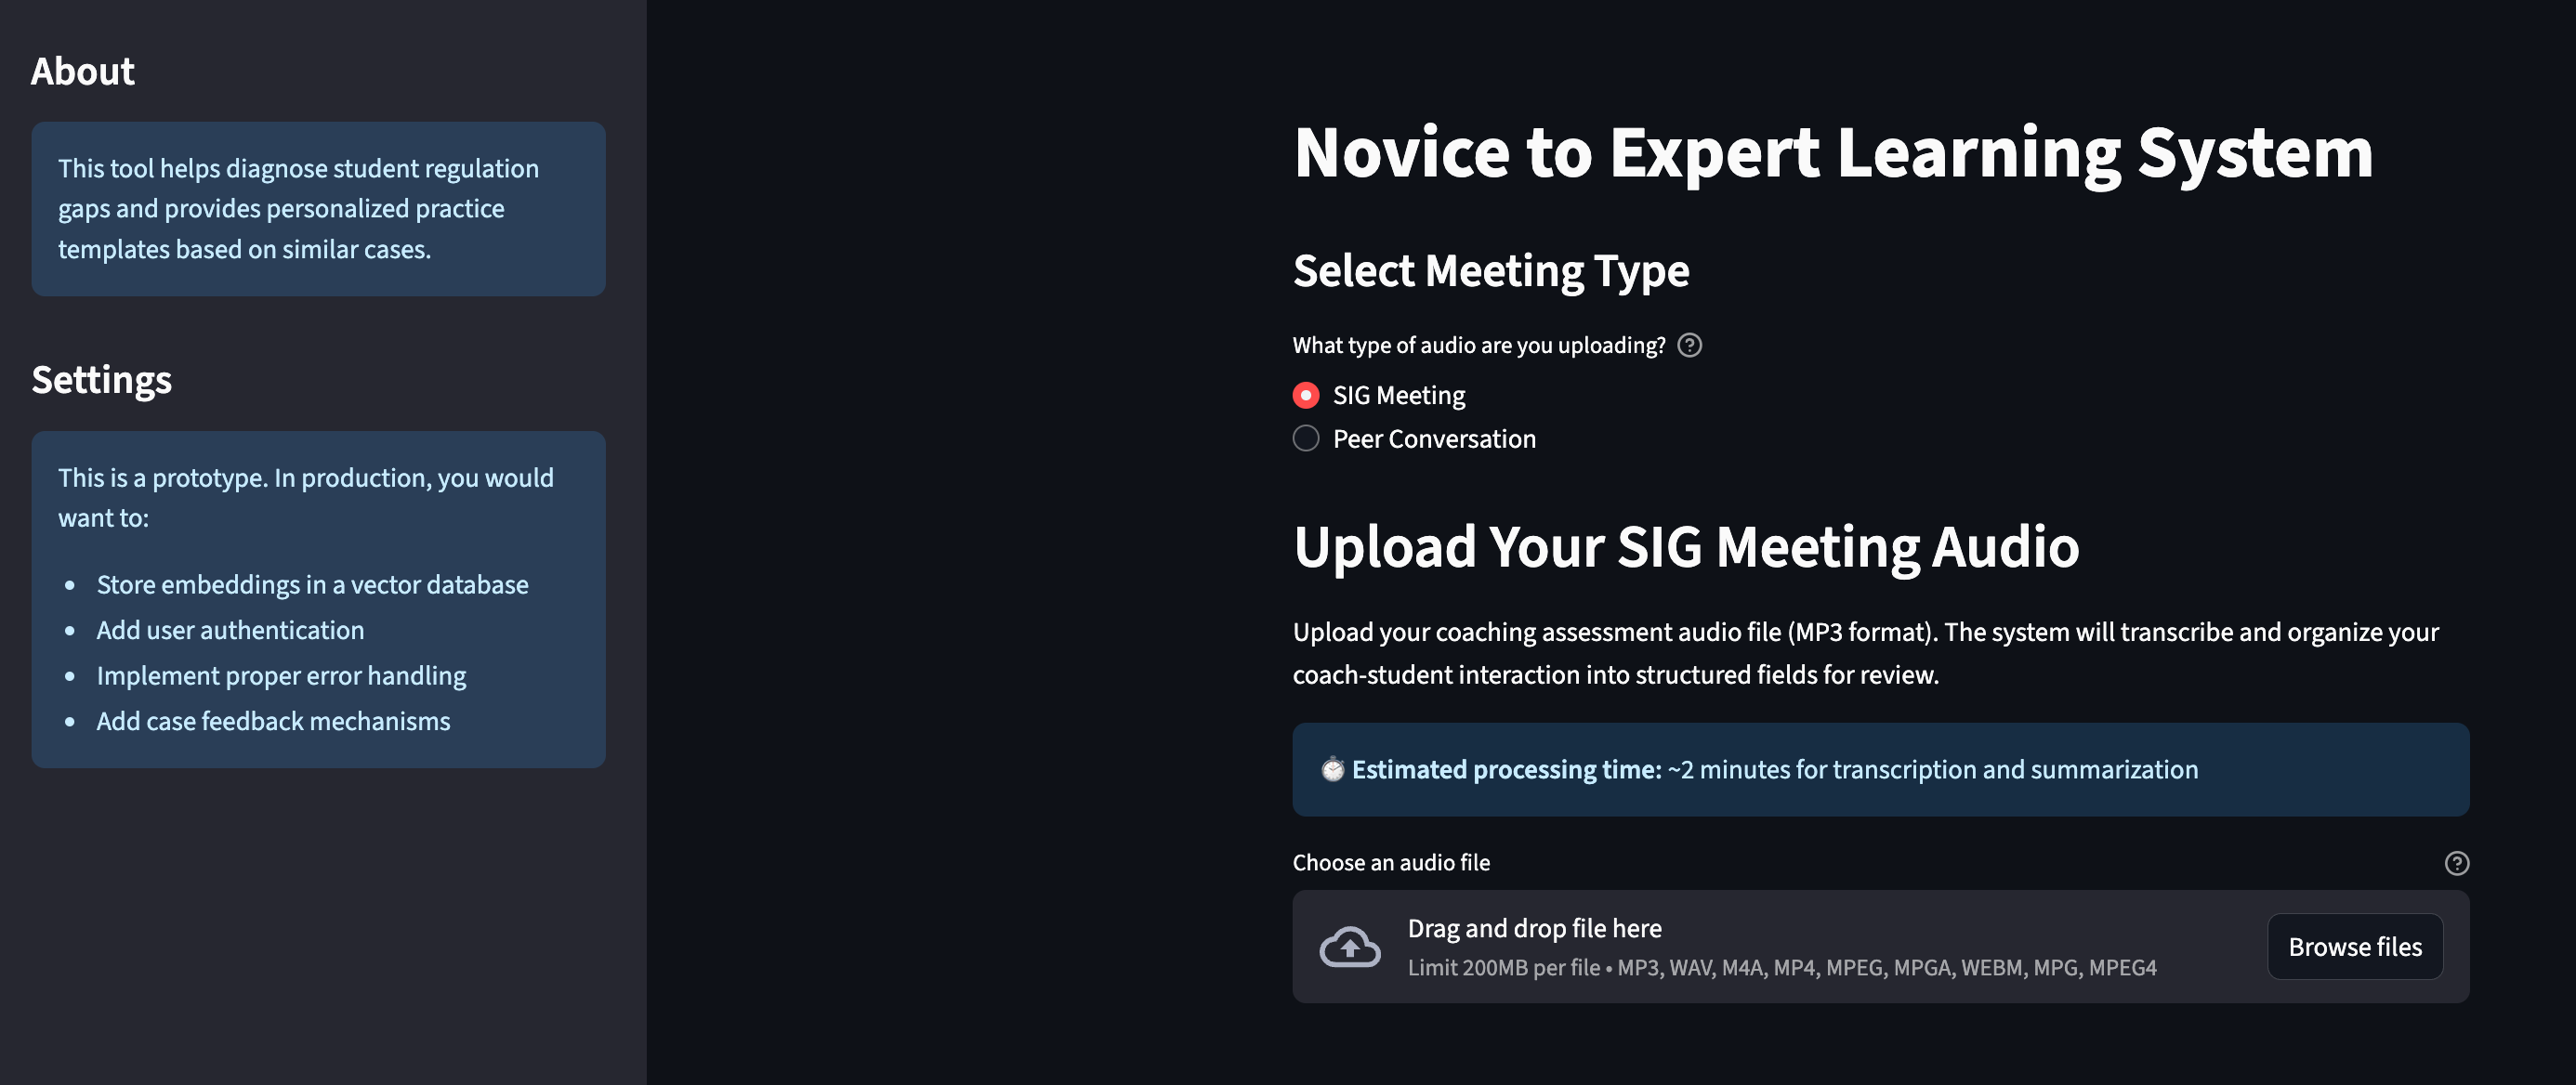 About
This tool helps diagnose student regulation
gaps and provides personalized practice
templates based on similar cases.
Settings
This is a prototype. In production, you would
want to:
• Store embeddings in a vector database
• Add user authentication
• Implement proper error handling
• Add case feedback mechanisms
Novice to Expert Learning System
Select Meeting Type
What type of audio are you uploading?
SIG Meeting
Peer Conversation
Upload Your SIG Meeting Audio
Upload your coaching assessment audio file (MP3 format). The system will transcribe and organize your
coach-student interaction into structured fields for review.
⏱️ Estimated processing time: ~2 minutes for transcription and summarization
Choose an audio file
Drag and drop file here
Limit 200MB per file • MP3, WAV, M4A, MP4, MPEG, MPGA, WEBM, MPG, MPEG4
Browse files